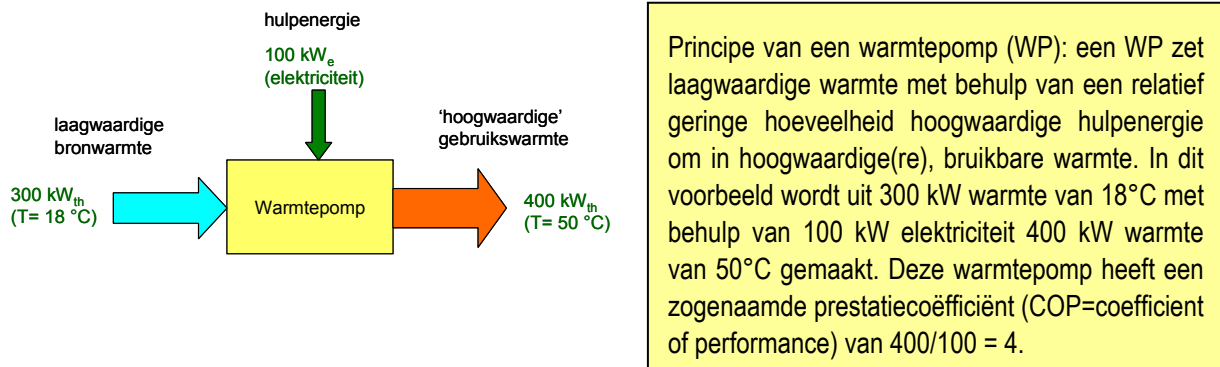 hulpenergie
100 kWe
(elektriciteit)
laagwaardige
bronwarmte
'hoogwaardige'
gebruikswarmte
300 kWth
(T= 18 °C)
Warmtepomp
400 kWth
(T= 50 °C)
Principe van een warmtepomp (WP): een WP zet
laagwaardige warmte met behulp van een relatief
geringe hoeveelheid hoogwaardige hulpenergie
om in hoogwaardige(re), bruikbare warmte. In dit
voorbeeld wordt uit 300 kW warmte van 18°C met
behulp van 100 kW elektriciteit 400 kW warmte
van 50°C gemaakt. Deze warmtepomp heeft een
zogenaamde prestatiecoëfficiënt (COP=coefficient
of performance) van 400/100 = 4.